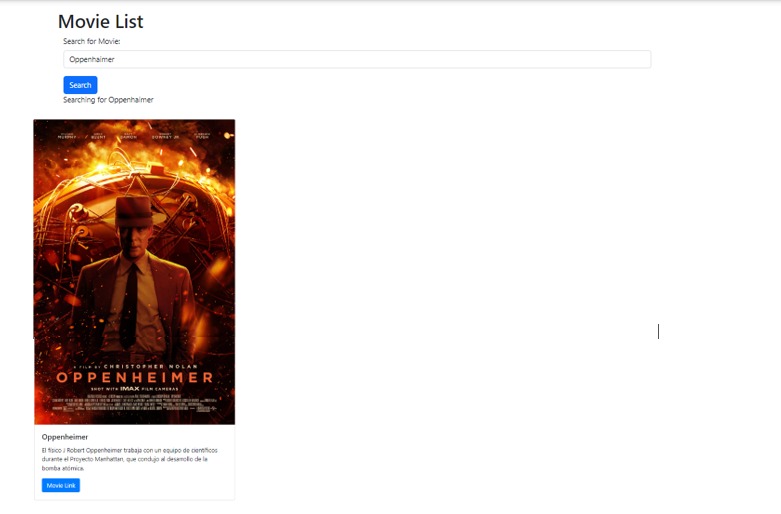 Movie List
Search for Movie:
Oppenhaimer
Search
Searching for Oppenhaimer
MURPHY
BLUNT
DAMON
DOWNEY JR
PUGH
A FILM BY CHRISTOPHER NOLAN
OPPENHEIMER
SHOT WITH IMAX FILM CAMERAS
Oppenheimer
El físico J Robert Oppenheimer trabaja con un equipo de científicos
durante el Proyecto Manhattan, que condujo al desarrollo de la
bomba atómica.
Movie Link